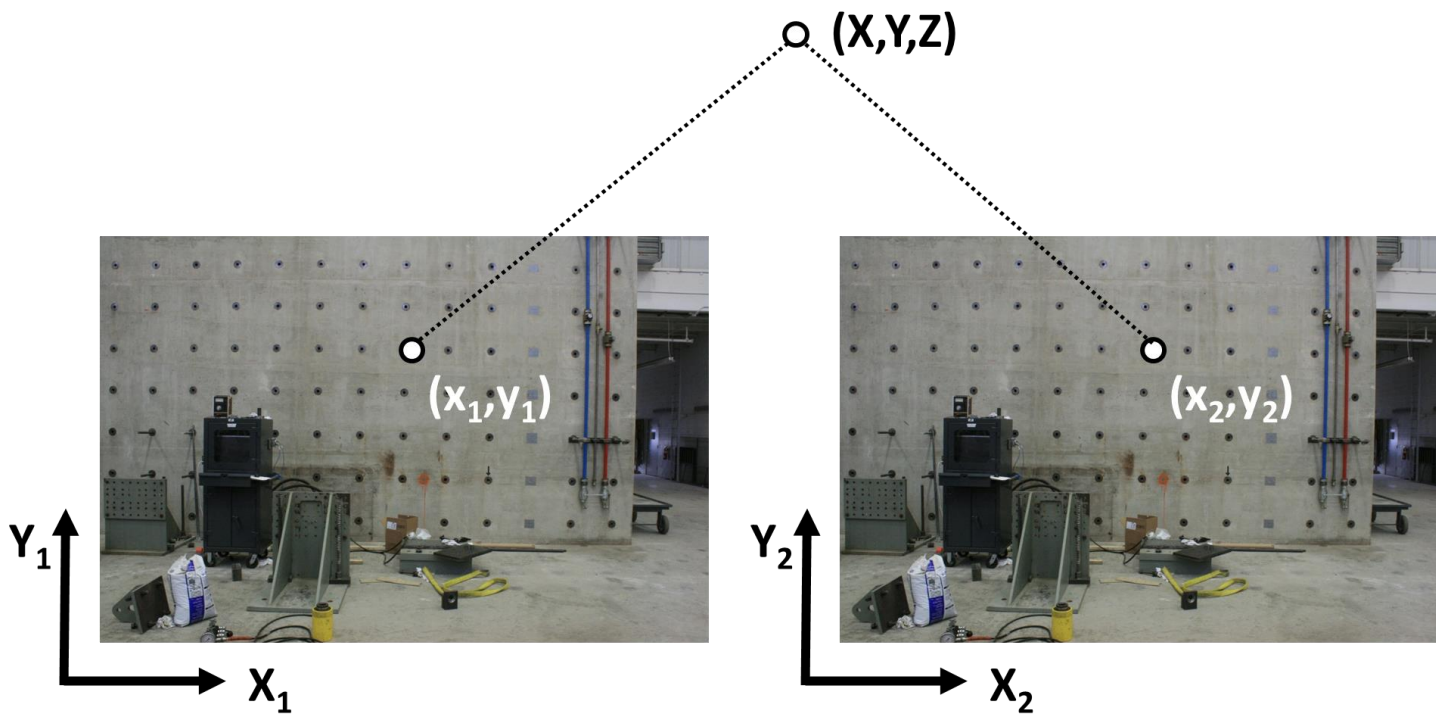 (X,Y,Z)
(x₁,y₁)
(x₂,y₂)
Y₁
Y₂
X₁
X₂